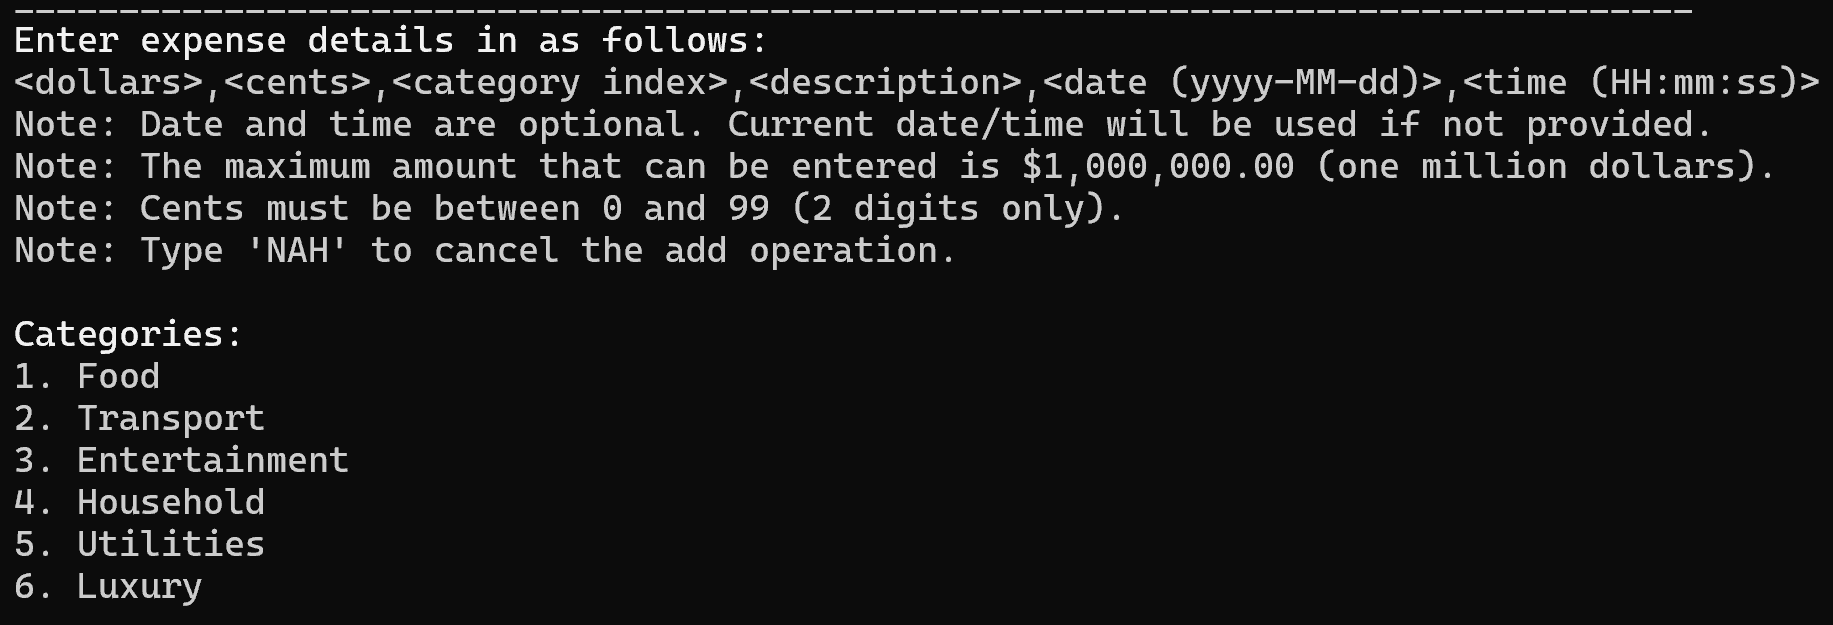 --------------------------------------------------------------------------------
Enter expense details in as follows:
<dollars>,<cents>,<category index>,<description>,<date (yyyy-MM-dd)>,<time (HH:mm:ss)>
Note: Date and time are optional. Current date/time will be used if not provided.
Note: The maximum amount that can be entered is $1,000,000.00 (one million dollars).
Note: Cents must be between 0 and 99 (2 digits only).
Note: Type 'NAH' to cancel the add operation.

Categories:
1. Food
2. Transport
3. Entertainment
4. Household
5. Utilities
6. Luxury